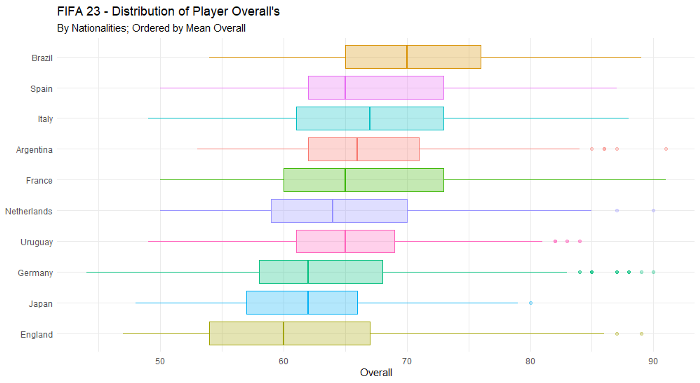 FIFA 23 - Distribution of Player Overall's
By Nationalities; Ordered by Mean Overall
Brazil
Spain
Italy
Argentina
France
Netherlands
Uruguay
Germany
Japan
England
50 60 70 80 90
Overall